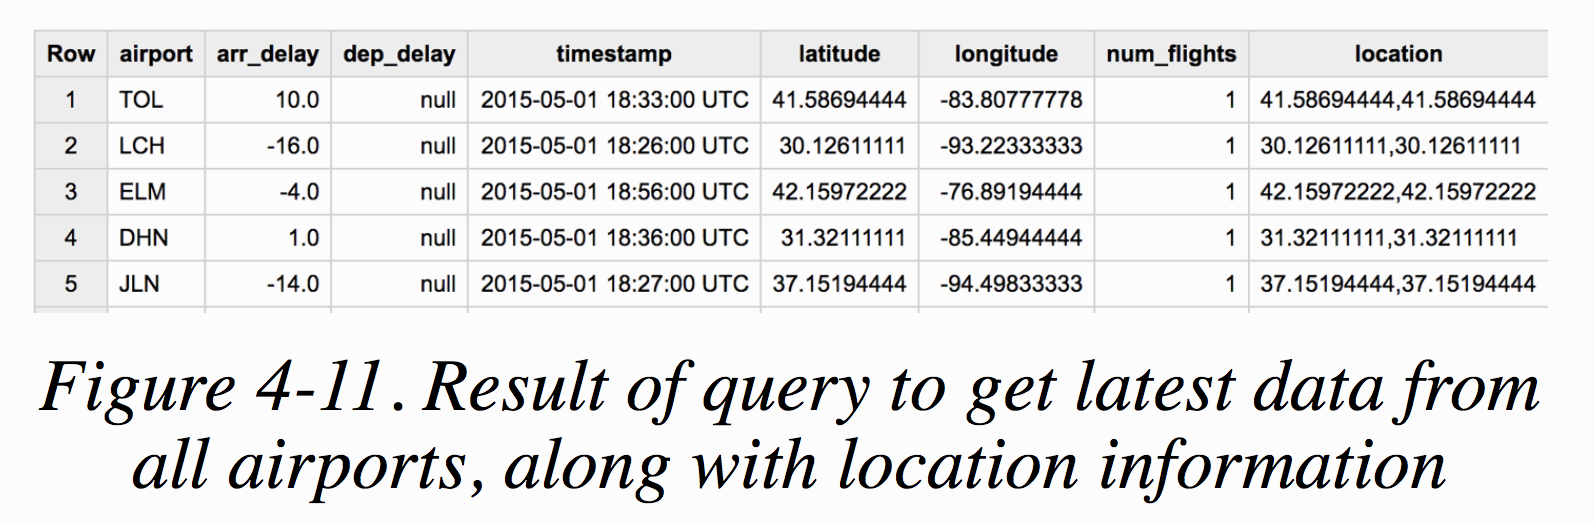 Row airport arr_delay dep_delay timestamp latitude longitude num_flights location
1 TOL 10.0 null 2015-05-01 18:33:00 UTC 41.58694444 -83.80777778 1 41.58694444,41.58694444
2 LCH -16.0 null 2015-05-01 18:26:00 UTC 30.12611111 -93.22333333 1 30.12611111,30.12611111
3 ELM -4.0 null 2015-05-01 18:56:00 UTC 42.15972222 -76.89194444 1 42.15972222,42.15972222
4 DHN 1.0 null 2015-05-01 18:36:00 UTC 31.32111111 -85.44944444 1 31.32111111,31.32111111
5 JLN -14.0 null 2015-05-01 18:27:00 UTC 37.15194444 -94.49833333 1 37.15194444,37.15194444
Figure 4-11. Result of query to get latest data from
all airports, along with location information